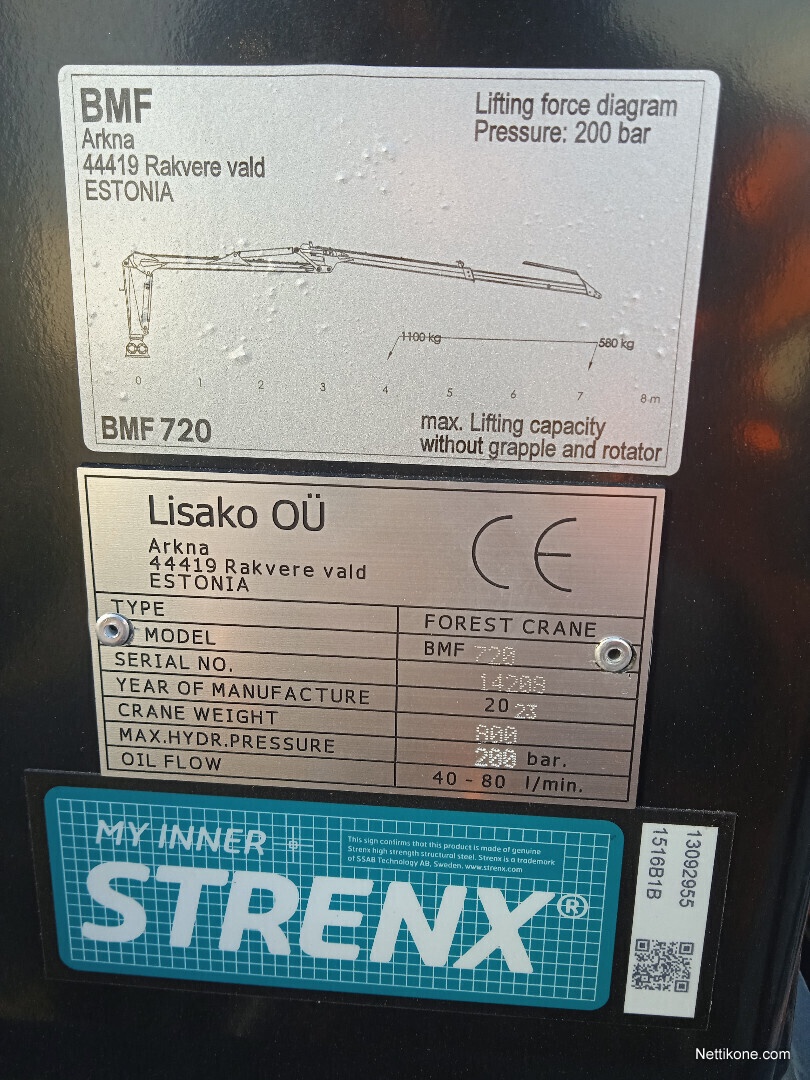 BMF
Arkna
44419 Rakvere vald
ESTONIA
Lifting force diagram
Pressure: 200 bar
1100 kg
580 kg
0 1 2 3 4 5 6 7 8 m
BMF 720
max. Lifting capacity
without grapple and rotator
Lisako OÜ
Arkna
44419 Rakvere vald
ESTONIA
CE
TYPE FOREST CRANE
MODEL BMF 720
SERIAL NO. 14208
YEAR OF MANUFACTURE 20 23
CRANE WEIGHT 800
MAX.HYDR.PRESSURE 200 bar.
OIL FLOW 40 - 80 l/min.
MY INNER
STRENX®
This sign confirms that this product is made of genuine
Strenx high strength structural steel. Strenx is a trademark
of SSAB Technology AB, Sweden. www.strenx.com
13092955
1516B1B
Nettikone.com